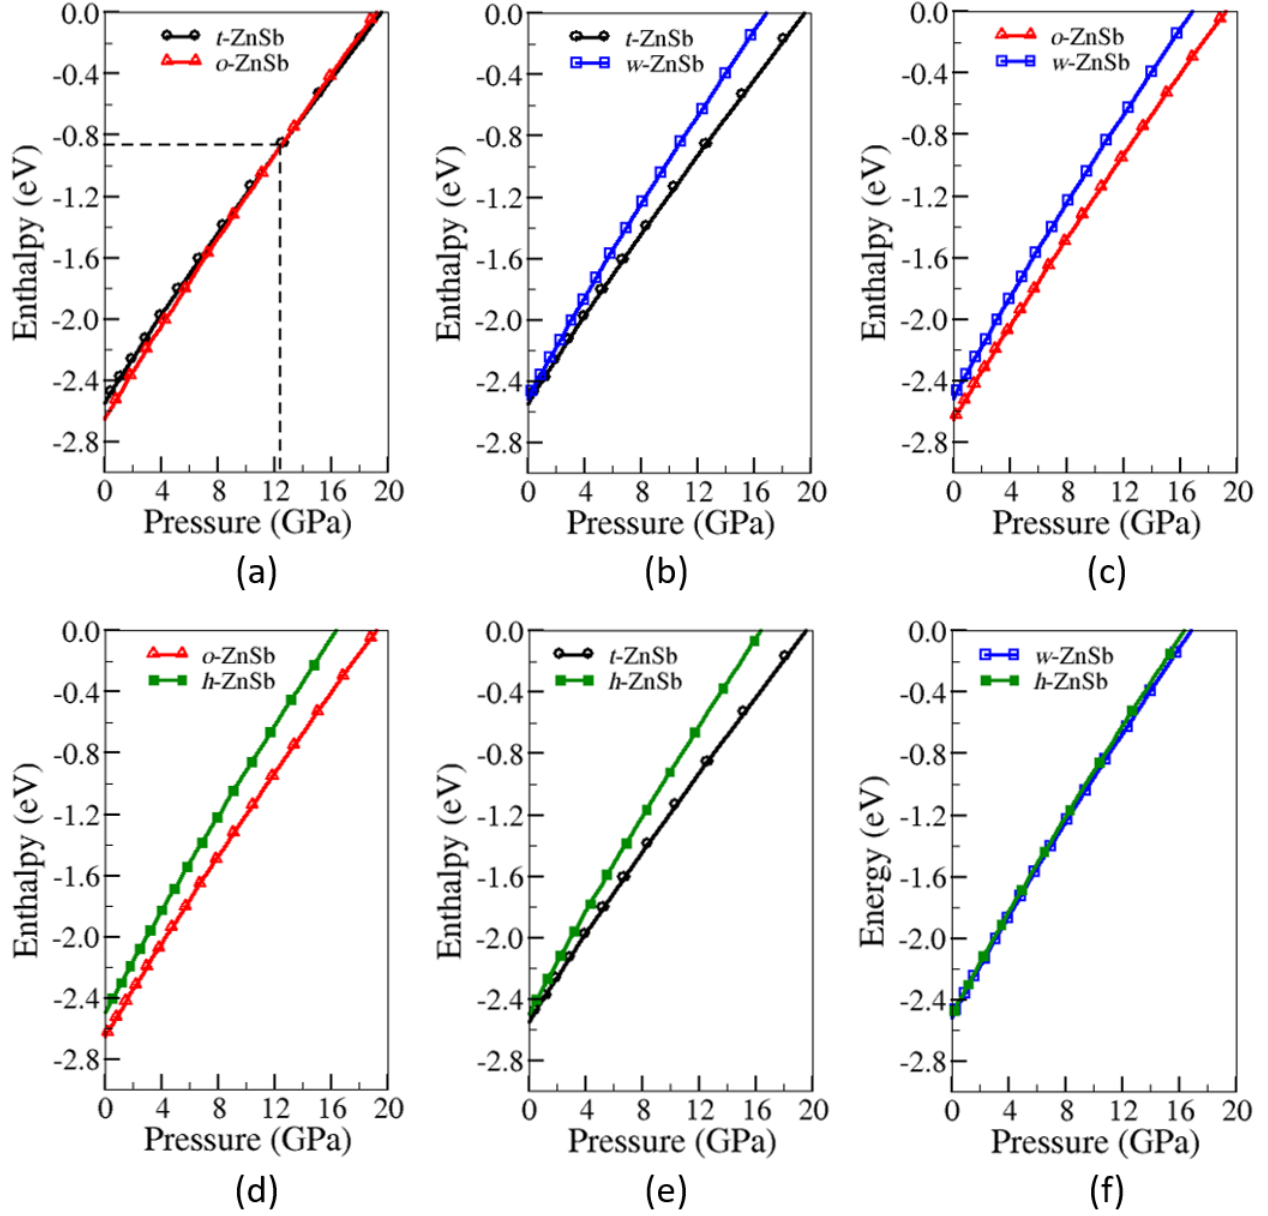 t-ZnSb
o-ZnSb
0.0
-0.4
-0.8
-1.2
-1.6
-2.0
-2.4
-2.8
Enthalpy (eV)
0 4 8 12 16 20
Pressure (GPa)
(a)
t-ZnSb
w-ZnSb
0.0
-0.4
-0.8
-1.2
-1.6
-2.0
-2.4
-2.8
Enthalpy (eV)
0 4 8 12 16 20
Pressure (GPa)
(b)
o-ZnSb
w-ZnSb
0.0
-0.4
-0.8
-1.2
-1.6
-2.0
-2.4
-2.8
Enthalpy (eV)
0 4 8 12 16 20
Pressure (GPa)
(c)
o-ZnSb
h-ZnSb
0.0
-0.4
-0.8
-1.2
-1.6
-2.0
-2.4
-2.8
Enthalpy (eV)
0 4 8 12 16 20
Pressure (GPa)
(d)
t-ZnSb
h-ZnSb
0.0
-0.4
-0.8
-1.2
-1.6
-2.0
-2.4
-2.8
Enthalpy (eV)
0 4 8 12 16 20
Pressure (GPa)
(e)
w-ZnSb
h-ZnSb
0.0
-0.4
-0.8
-1.2
-1.6
-2.0
-2.4
-2.8
Energy (eV)
0 4 8 12 16 20
Pressure (GPa)
(f)